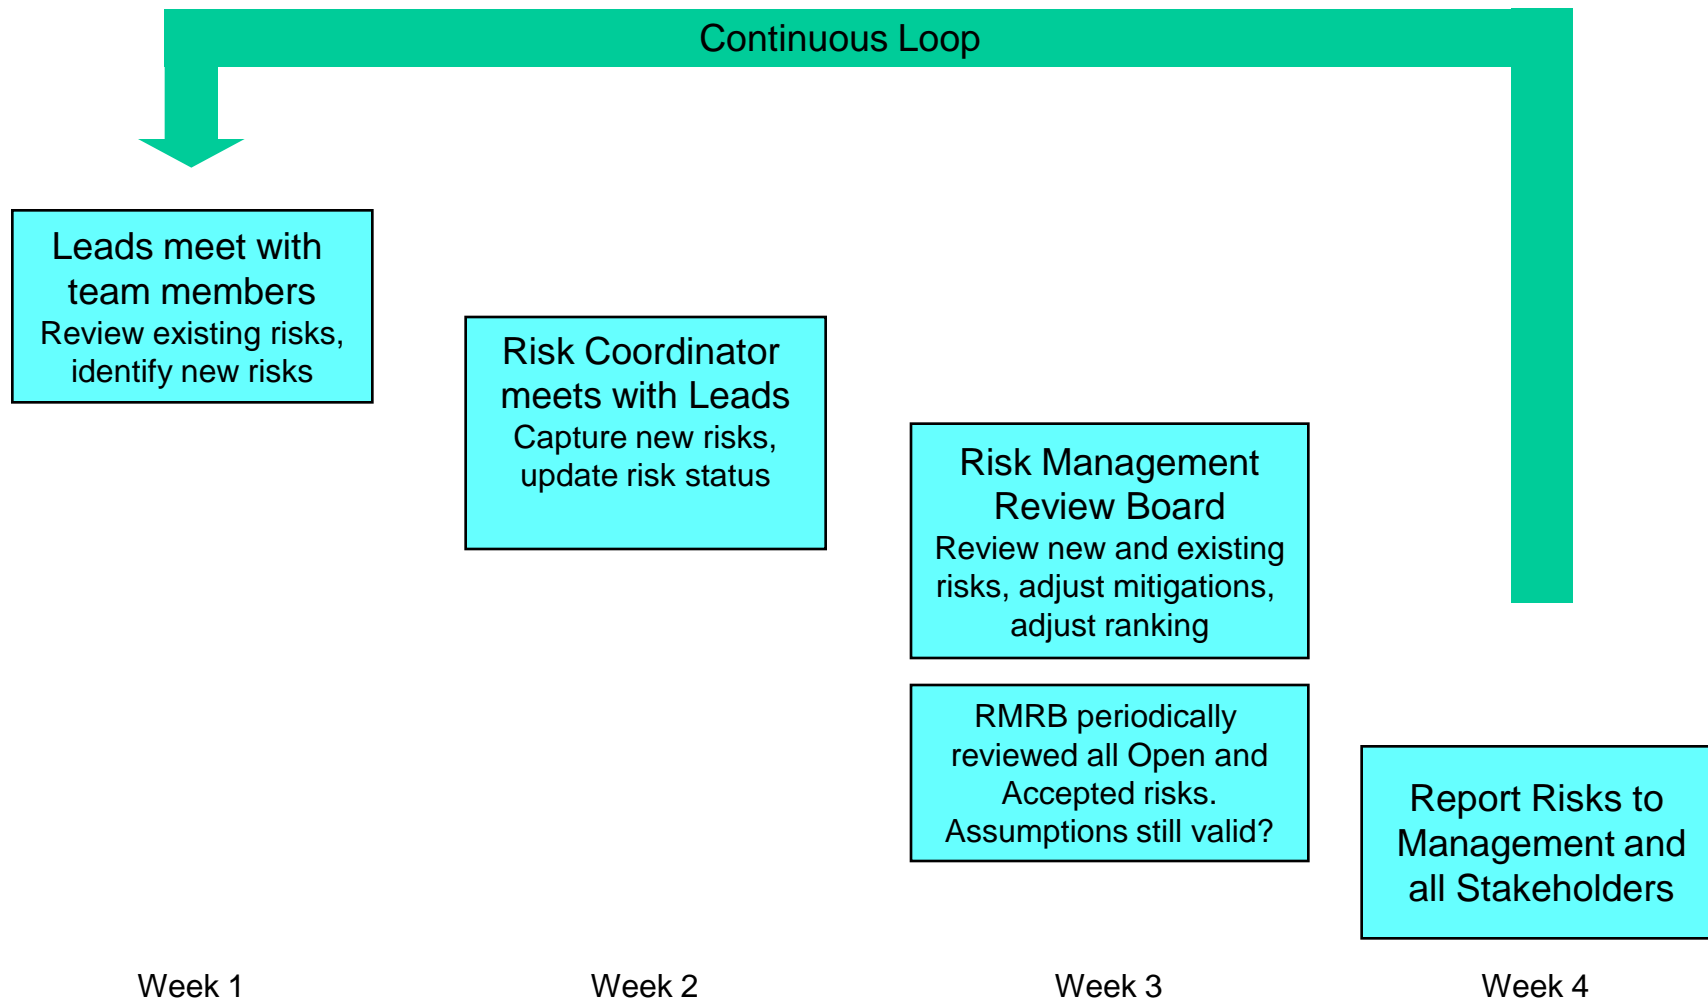 Continuous Loop
Leads meet with
team members
Review existing risks,
identify new risks
Risk Coordinator
meets with Leads
Capture new risks,
update risk status
Risk Management
Review Board
Review new and existing
risks, adjust mitigations,
adjust ranking
RMRB periodically
reviewed all Open and
Accepted risks.
Assumptions still valid?
Report Risks to
Management and
all Stakeholders
Week 1
Week 2
Week 3
Week 4